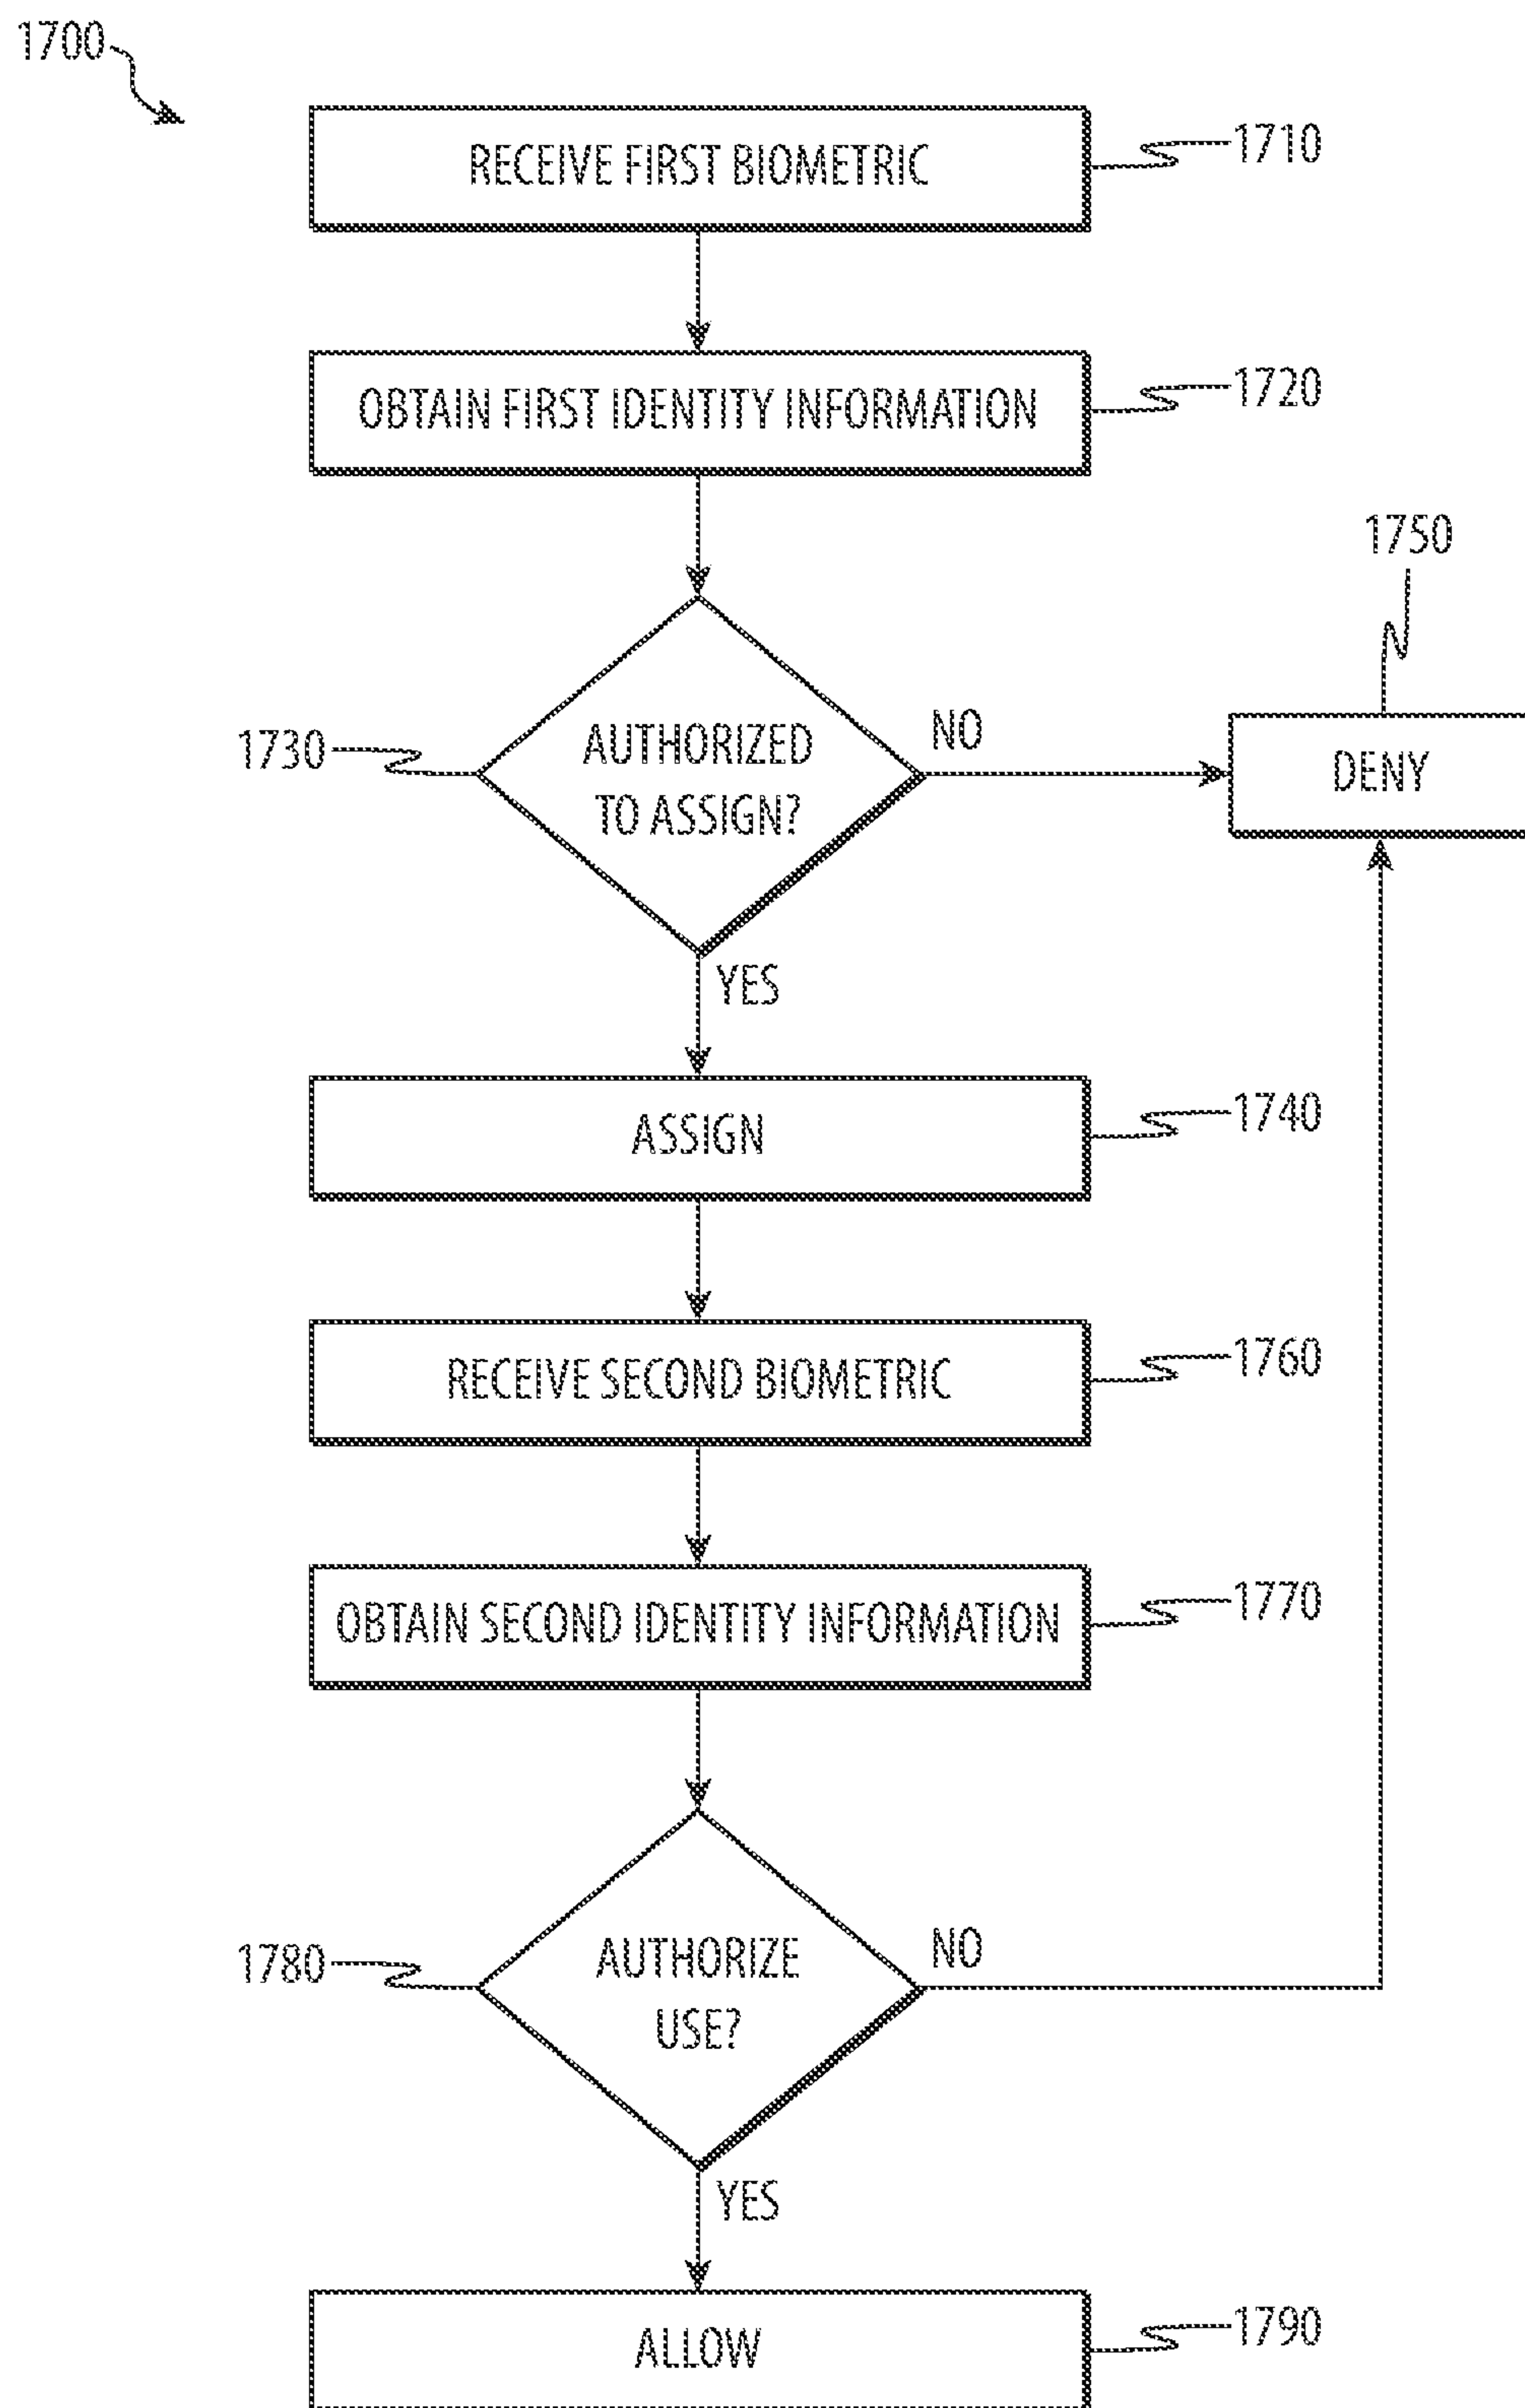 1700
RECEIVE FIRST BIOMETRIC
1710
OBTAIN FIRST IDENTITY INFORMATION
1720
1750
1730
AUTHORIZED
TO ASSIGN?
NO
DENY
YES
ASSIGN
1740
RECEIVE SECOND BIOMETRIC
1760
OBTAIN SECOND IDENTITY INFORMATION
1770
1780
AUTHORIZE
USE?
NO
YES
ALLOW
1790